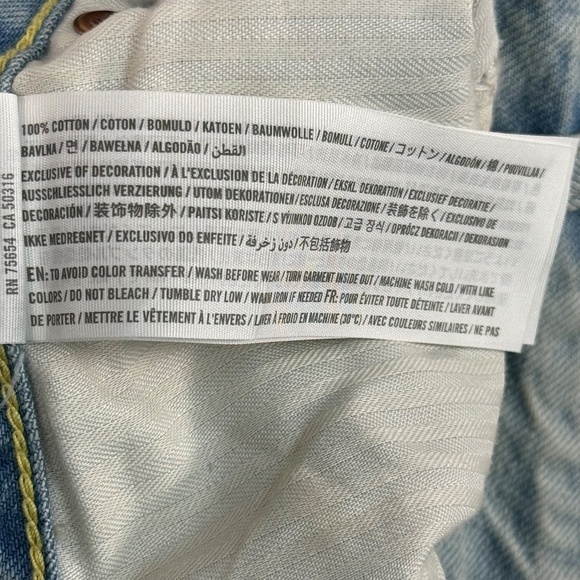 100% COTTON / COTON / BOMULD / KATOEN / BAUMWOLLE / BOMULL / COTONE / コットン / ALGODÓN / 棉 / POUVILLAA /
BAVLNA / 면 / BAWEŁNA / ALGODÃO / القطن
EXCLUSIVE OF DECORATION / À L'EXCLUSION DE LA DÉCORATION / EKSKL DEKORATION / EXCLUSIEF DECORATIE /
AUSSCHLIESSLICH VERZIERUNG / UTOM DEKORATIONEN / ESCLUSA DECORAZIONE / 装飾を除く / EXCLUSIVO DE
DECORACIÓN / 装饰物除外 / PAITSI KORISTE / S VÝJIMKOU OZDOB / 고급 장식 / OPRÓCZ DEKORACJI / DEKORASJON
IKKE MEDREGNET / EXCLUSIVO DO ENFEITE / دون زخرفة / 不包括飾物
EN: TO AVOID COLOR TRANSFER / WASH BEFORE WEAR / TURN GARMENT INSIDE OUT / MACHINE WASH COLD / WITH LIKE
COLORS / DO NOT BLEACH / TUMBLE DRY LOW / WARM IRON IF NEEDED FR: POUR ÉVITER TOUTE DÉTEINTE / LAVER AVANT
DE PORTER / METTRE LE VÊTEMENT À L'ENVERS / LAVER À FROID EN MACHINE (30°C) / AVEC COULEURS SIMILAIRES / NE PAS
RN 75654 CA 50316